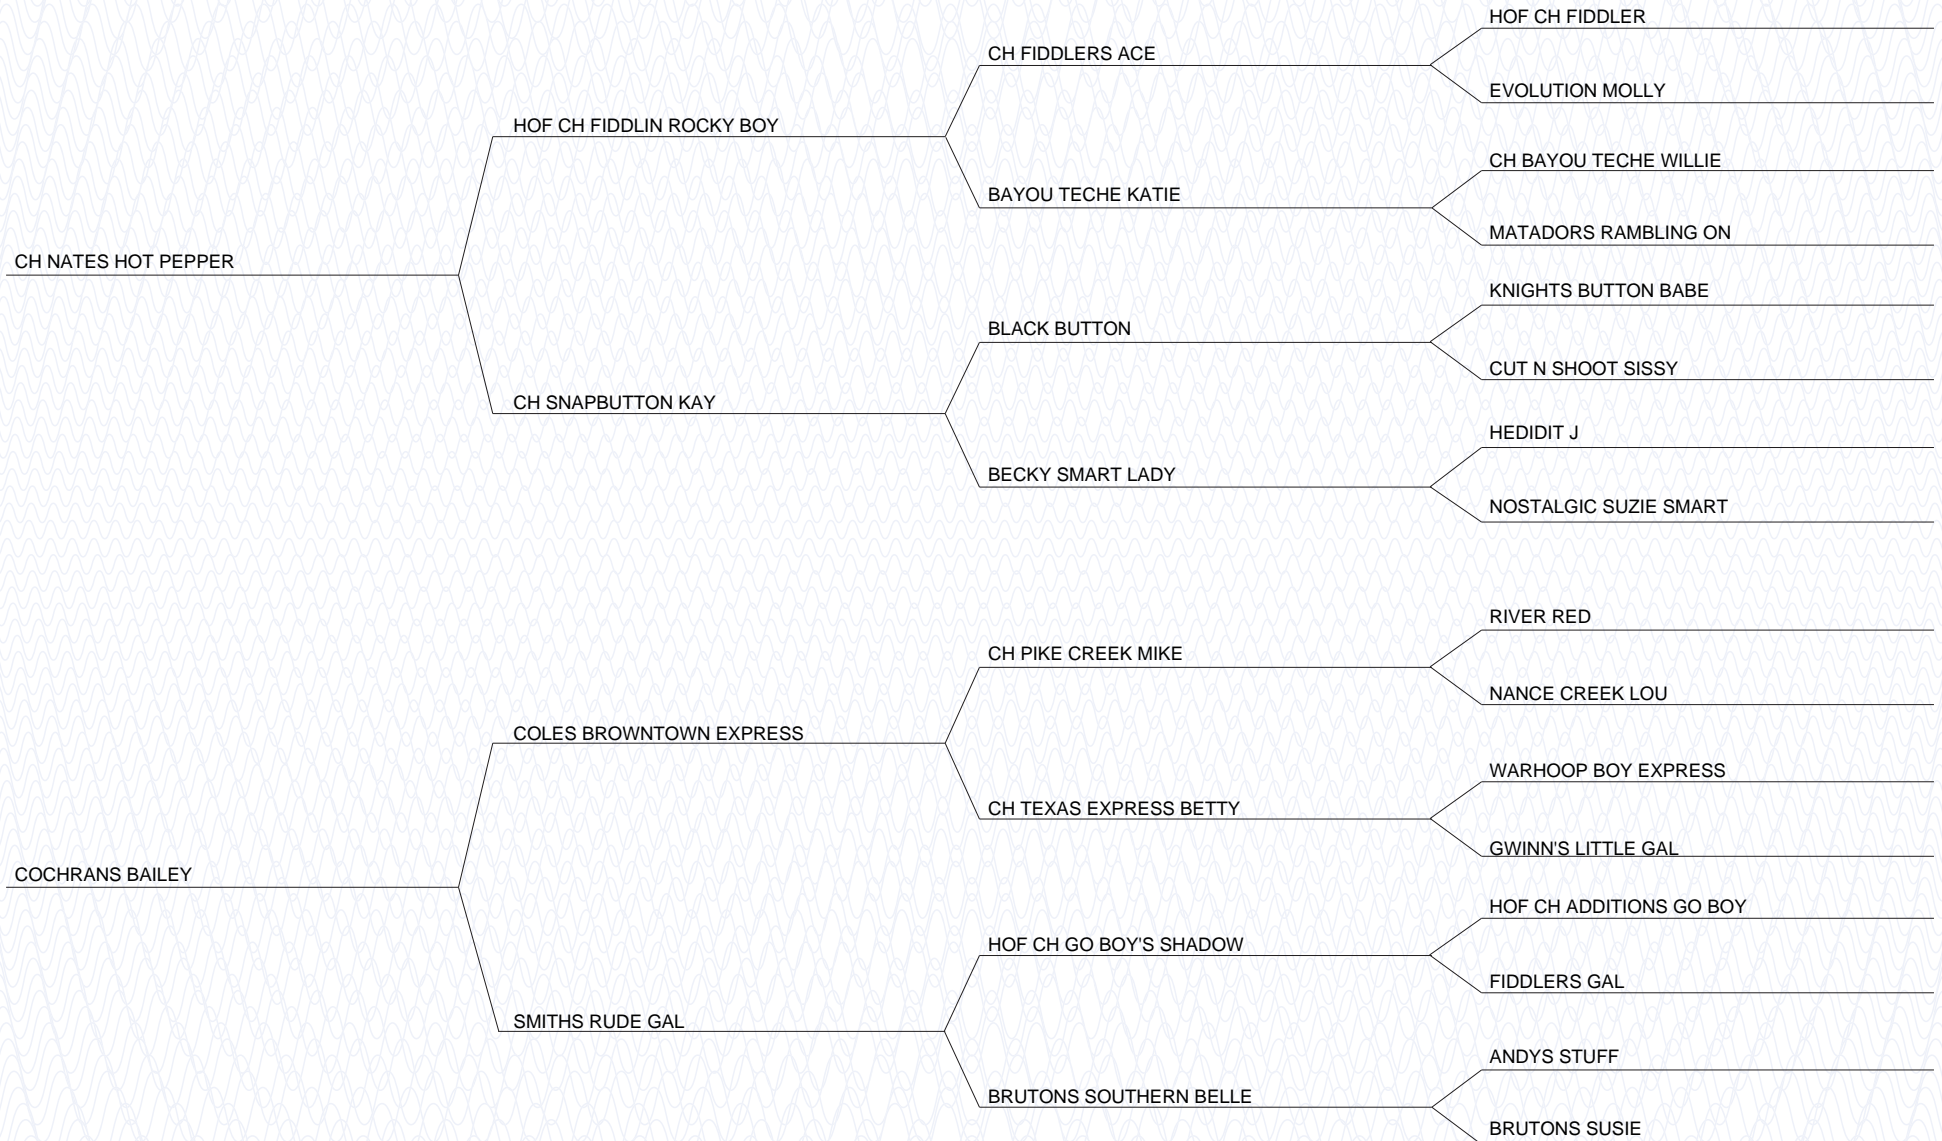 HOF CH FIDDLER
CH FIDDLERS ACE
EVOLUTION MOLLY
HOF CH FIDDLIN ROCKY BOY
CH BAYOU TECHE WILLIE
BAYOU TECHE KATIE
MATADORS RAMBLING ON
CH NATES HOT PEPPER
KNIGHTS BUTTON BABE
BLACK BUTTON
CUT N SHOOT SISSY
CH SNAPBUTTON KAY
HEDIDIT J
BECKY SMART LADY
NOSTALGIC SUZIE SMART
RIVER RED
CH PIKE CREEK MIKE
NANCE CREEK LOU
COLES BROWNTOWN EXPRESS
WARHOOP BOY EXPRESS
CH TEXAS EXPRESS BETTY
GWINN'S LITTLE GAL
COCHRANS BAILEY
HOF CH ADDITIONS GO BOY
HOF CH GO BOY'S SHADOW
FIDDLERS GAL
SMITHS RUDE GAL
ANDYS STUFF
BRUTONS SOUTHERN BELLE
BRUTONS SUSIE